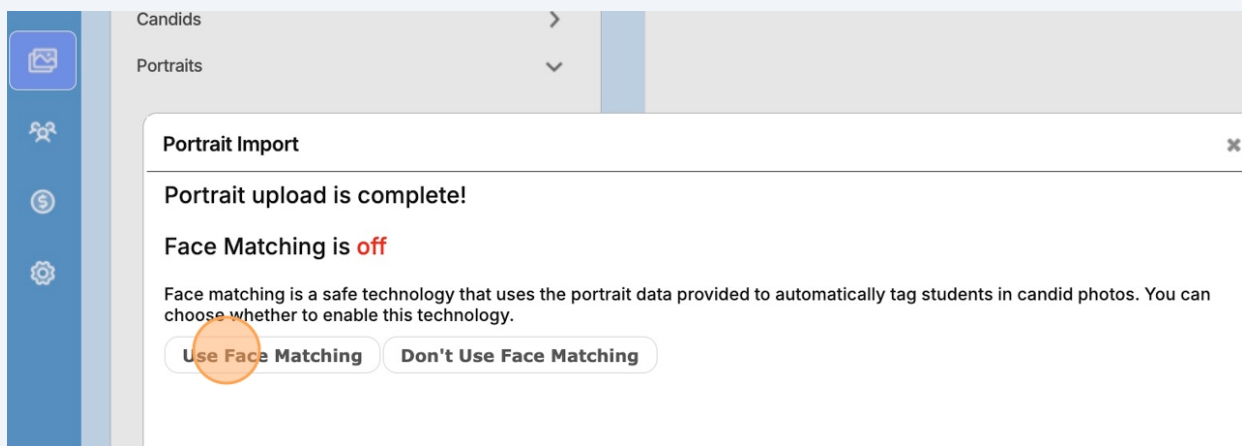 Candids
Portraits
Portrait Import
Portrait upload is complete!
Face Matching is off
Face matching is a safe technology that uses the portrait data provided to automatically tag students in candid photos. You can
choose whether to enable this technology.
Use Face Matching
Don't Use Face Matching